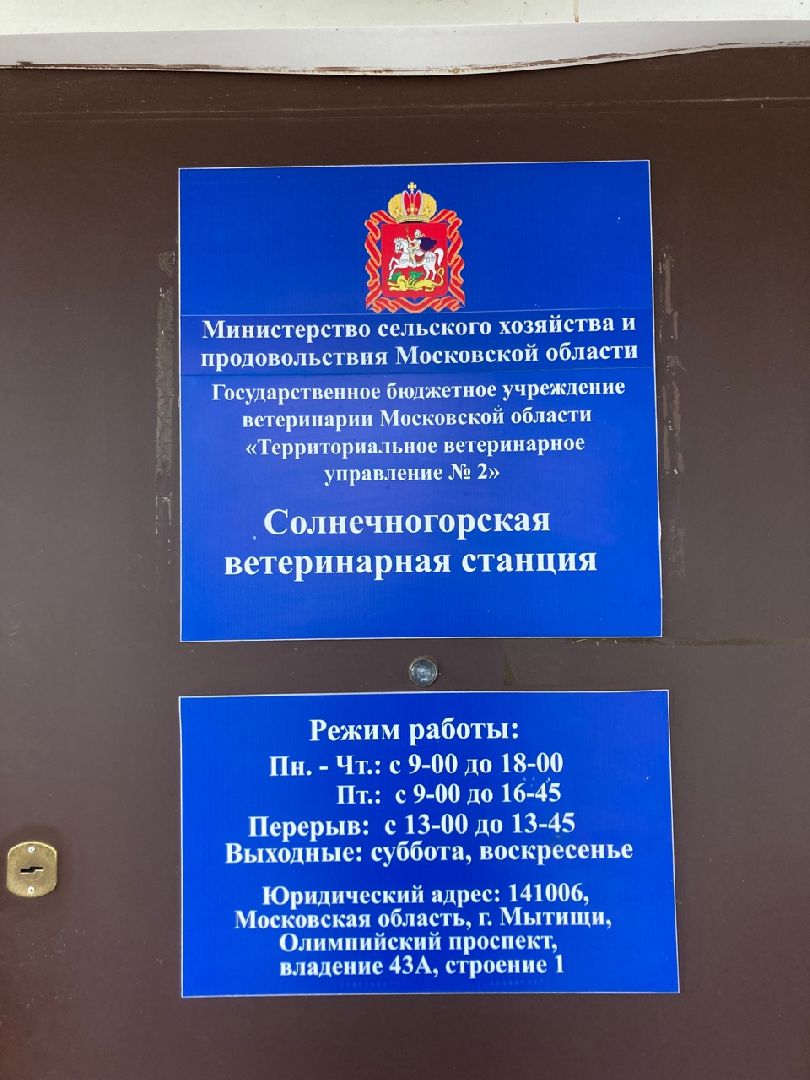 Министерство сельского хозяйства и
продовольствия Московской области
Государственное бюджетное учреждение
ветеринарии Московской области
«Территориальное ветеринарное
управление № 2»
Солнечногорская
ветеринарная станция
Режим работы:
Пн. - Чт.: с 9-00 до 18-00
Пт.: с 9-00 до 16-45
Перерыв: с 13-00 до 13-45
Выходные: суббота, воскресенье
Юридический адрес: 141006,
Московская область, г. Мытищи,
Олимпийский проспект,
владение 43А, строение 1